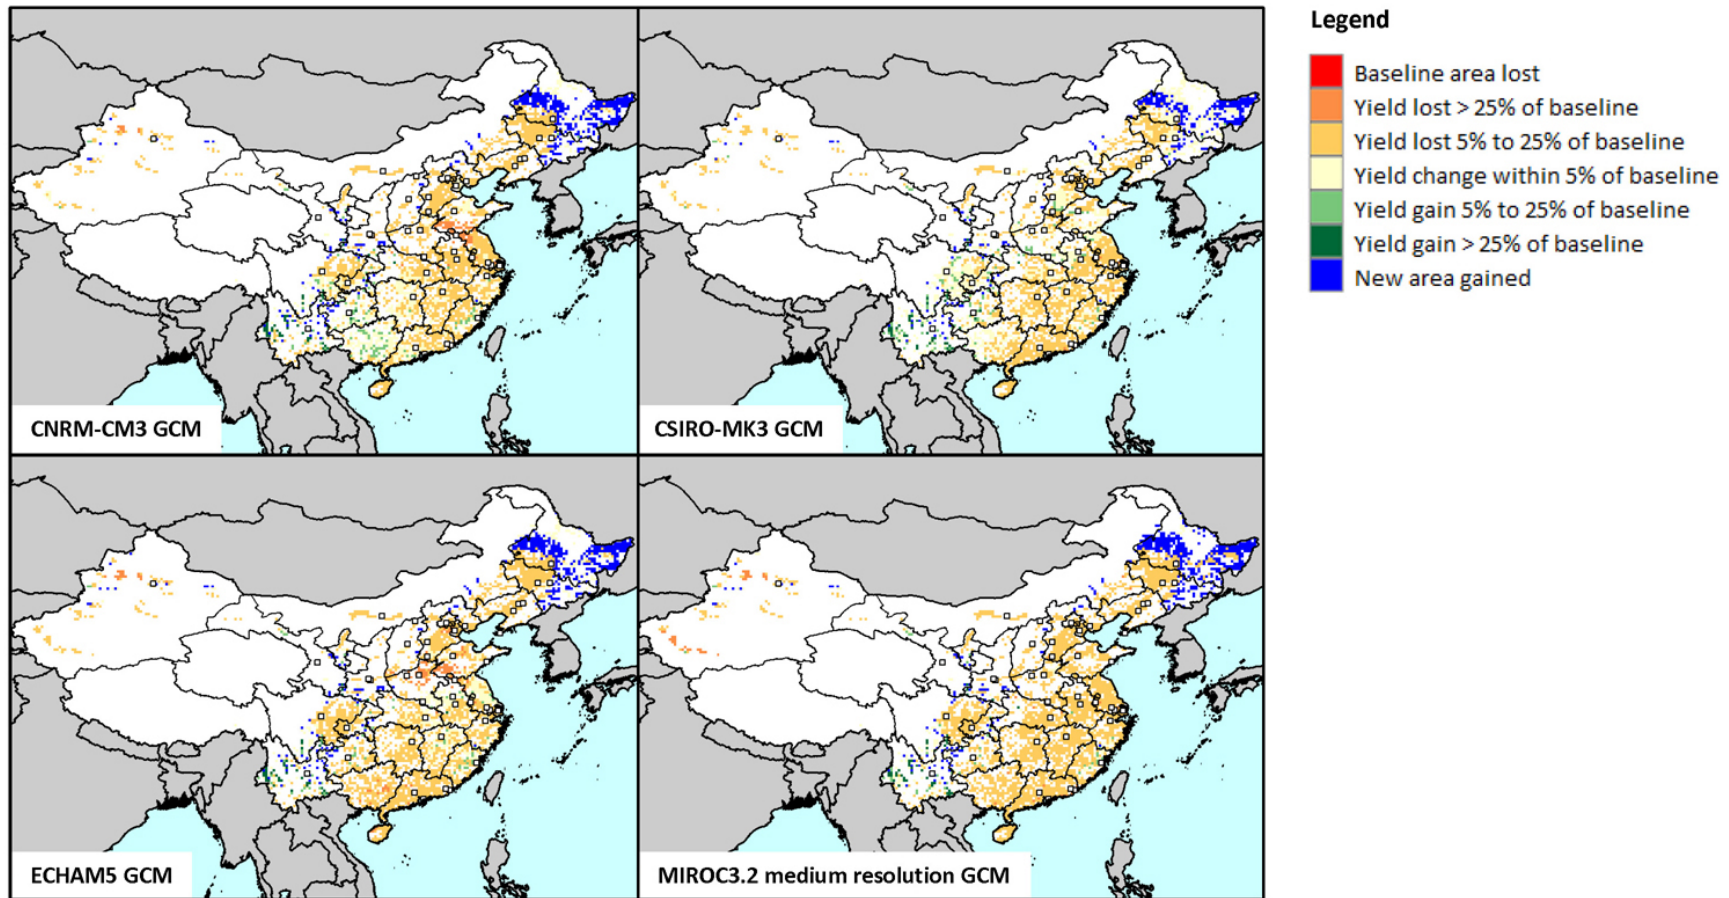 Legend
Baseline area lost
Yield lost > 25% of baseline
Yield lost 5% to 25% of baseline
Yield change within 5% of baseline
Yield gain 5% to 25% of baseline
Yield gain > 25% of baseline
New area gained
CNRM-CM3 GCM
CSIRO-MK3 GCM
ECHAM5 GCM
MIROC3.2 medium resolution GCM